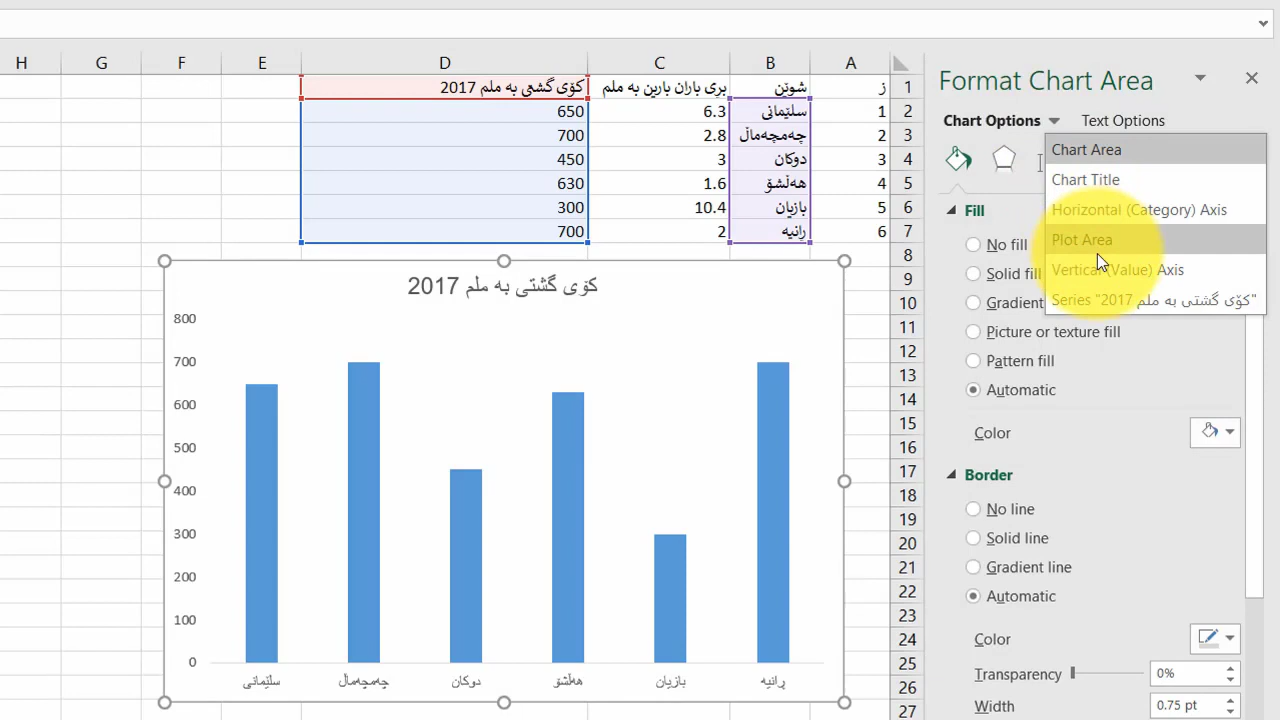 H G F E D C B A
1 ز شوێن بری باران بارین به ملم کۆی گشتی به ملم 2017
2 1 سلێمانی 6.3 650
3 2 چەمچەماڵ 2.8 700
4 3 دوکان 3 450
5 4 هەڵشۆ 1.6 630
6 5 بازیان 10.4 300
7 6 ڕانیه 2 700
8
9
10
11
12
13
14
15
16
17
18
19
20
21
22
23
24
25
26
27
کۆی گشتی به ملم 2017
800
700
600
500
400
300
200
100
0
سلێمانی چەمچەماڵ دوکان هەڵشۆ بازیان ڕانیه
Format Chart Area
Chart Options Text Options
Chart Area
Chart Title
Horizontal (Category) Axis
Plot Area
Vertical (Value) Axis
Series "کۆی گشتی به ملم 2017"
Fill
No fill
Solid fill
Gradient
Picture or texture fill
Pattern fill
Automatic
Color
Border
No line
Solid line
Gradient line
Automatic
Color
Transparency 0%
Width 0.75 pt